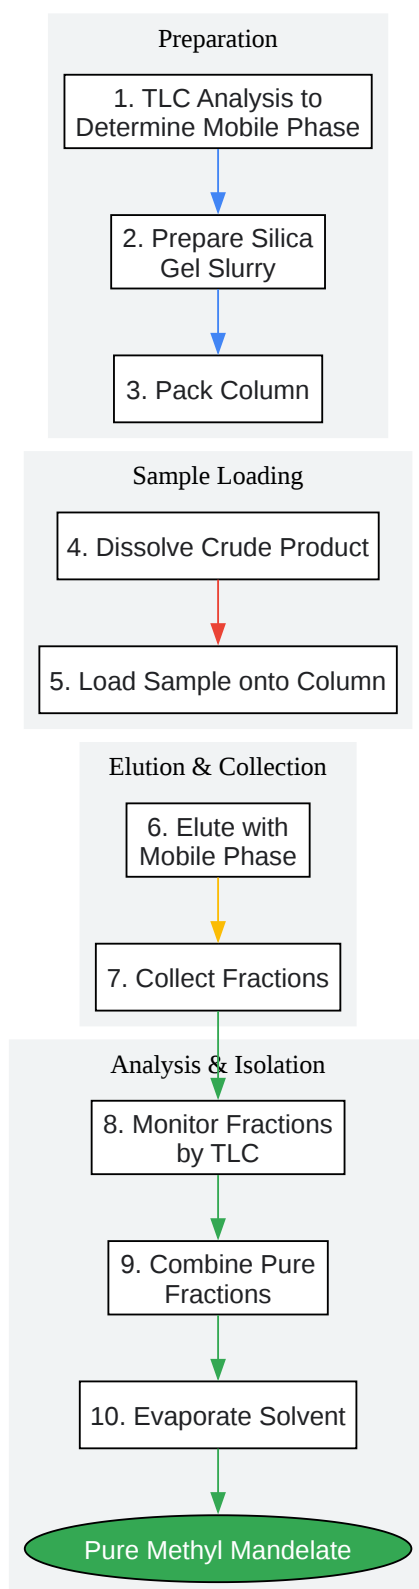 Preparation
1. TLC Analysis to
Determine Mobile Phase
2. Prepare Silica
Gel Slurry
3. Pack Column
Sample Loading
4. Dissolve Crude Product
5. Load Sample onto Column
Elution & Collection
6. Elute with
Mobile Phase
7. Collect Fractions
Analysis & Isolation
8. Monitor Fractions
by TLC
9. Combine Pure
Fractions
10. Evaporate Solvent
Pure Methyl Mandelate